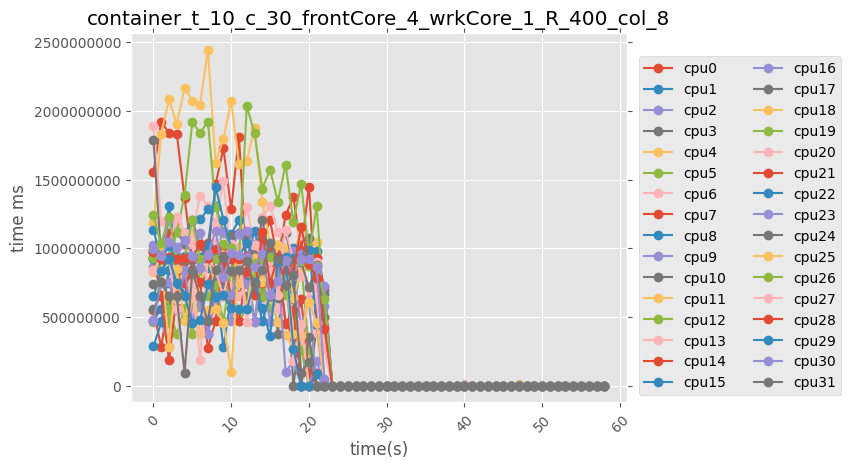 container_t_10_c_30_frontCore_4_wrkCore_1_R_400_col_8
2500000000
2000000000
1500000000
1000000000
500000000
0
time ms
0
10
20
30
40
50
60
time(s)
cpu0
cpu1
cpu2
cpu3
cpu4
cpu5
cpu6
cpu7
cpu8
cpu9
cpu10
cpu11
cpu12
cpu13
cpu14
cpu15
cpu16
cpu17
cpu18
cpu19
cpu20
cpu21
cpu22
cpu23
cpu24
cpu25
cpu26
cpu27
cpu28
cpu29
cpu30
cpu31